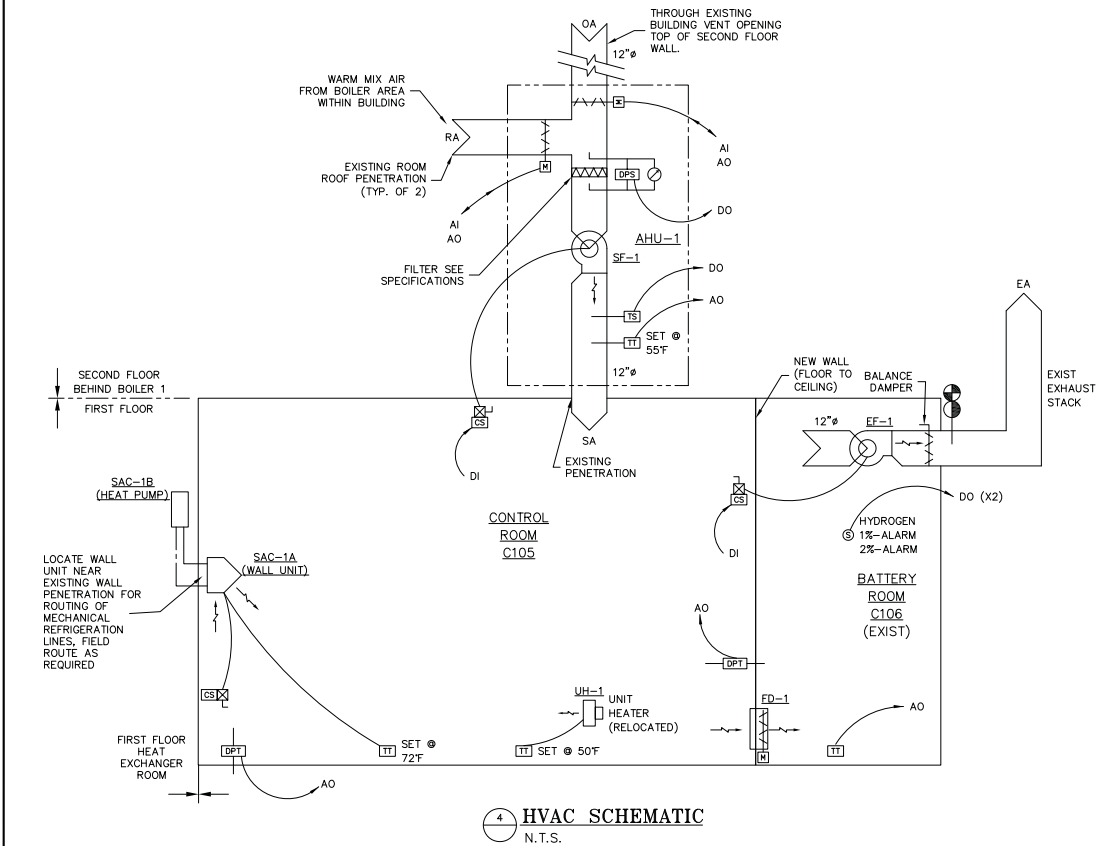 THROUGH EXISTING
BUILDING VENT OPENING
TOP OF SECOND FLOOR
WALL.
OA
12"ø
WARM MIX AIR
FROM BOILER AREA
WITHIN BUILDING
RA
M
M
AI
AO
EXISTING ROOM
ROOF PENETRATION
(TYP. OF 2)
DPS
AI
AO
DO
AHU-1
SF-1
FILTER SEE
SPECIFICATIONS
DO
AO
TS
TT
SET @
55°F
12"ø
EA
EXIST
EXHAUST
STACK
SECOND FLOOR
BEHIND BOILER 1
FIRST FLOOR
NEW WALL
(FLOOR TO
CEILING)
BALANCE
DAMPER
12"ø
EF-1
CS
DI
SA
EXISTING
PENETRATION
SAC-1B
(HEAT PUMP)
CS
DI
DO (X2)
S
HYDROGEN
1%-ALARM
2%-ALARM
CONTROL
ROOM
C105
SAC-1A
(WALL UNIT)
LOCATE WALL
UNIT NEAR
EXISTING WALL
PENETRATION FOR
ROUTING OF
MECHANICAL
REFRIGERATION
LINES, FIELD
ROUTE AS
REQUIRED
BATTERY
ROOM
C106
(EXIST)
AO
DPT
CS
UH-1
UNIT
HEATER
(RELOCATED)
FD-1
M
AO
TT
FIRST FLOOR
HEAT
EXCHANGER
ROOM
DPT
AO
TT
SET @
72°F
TT
SET @ 50°F
4
HVAC SCHEMATIC
N.T.S.